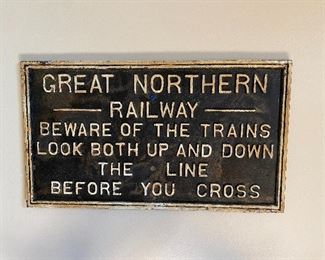 GREAT NORTHERN
RAILWAY
BEWARE OF THE TRAINS
LOOK BOTH UP AND DOWN
THE LINE
BEFORE YOU CROSS